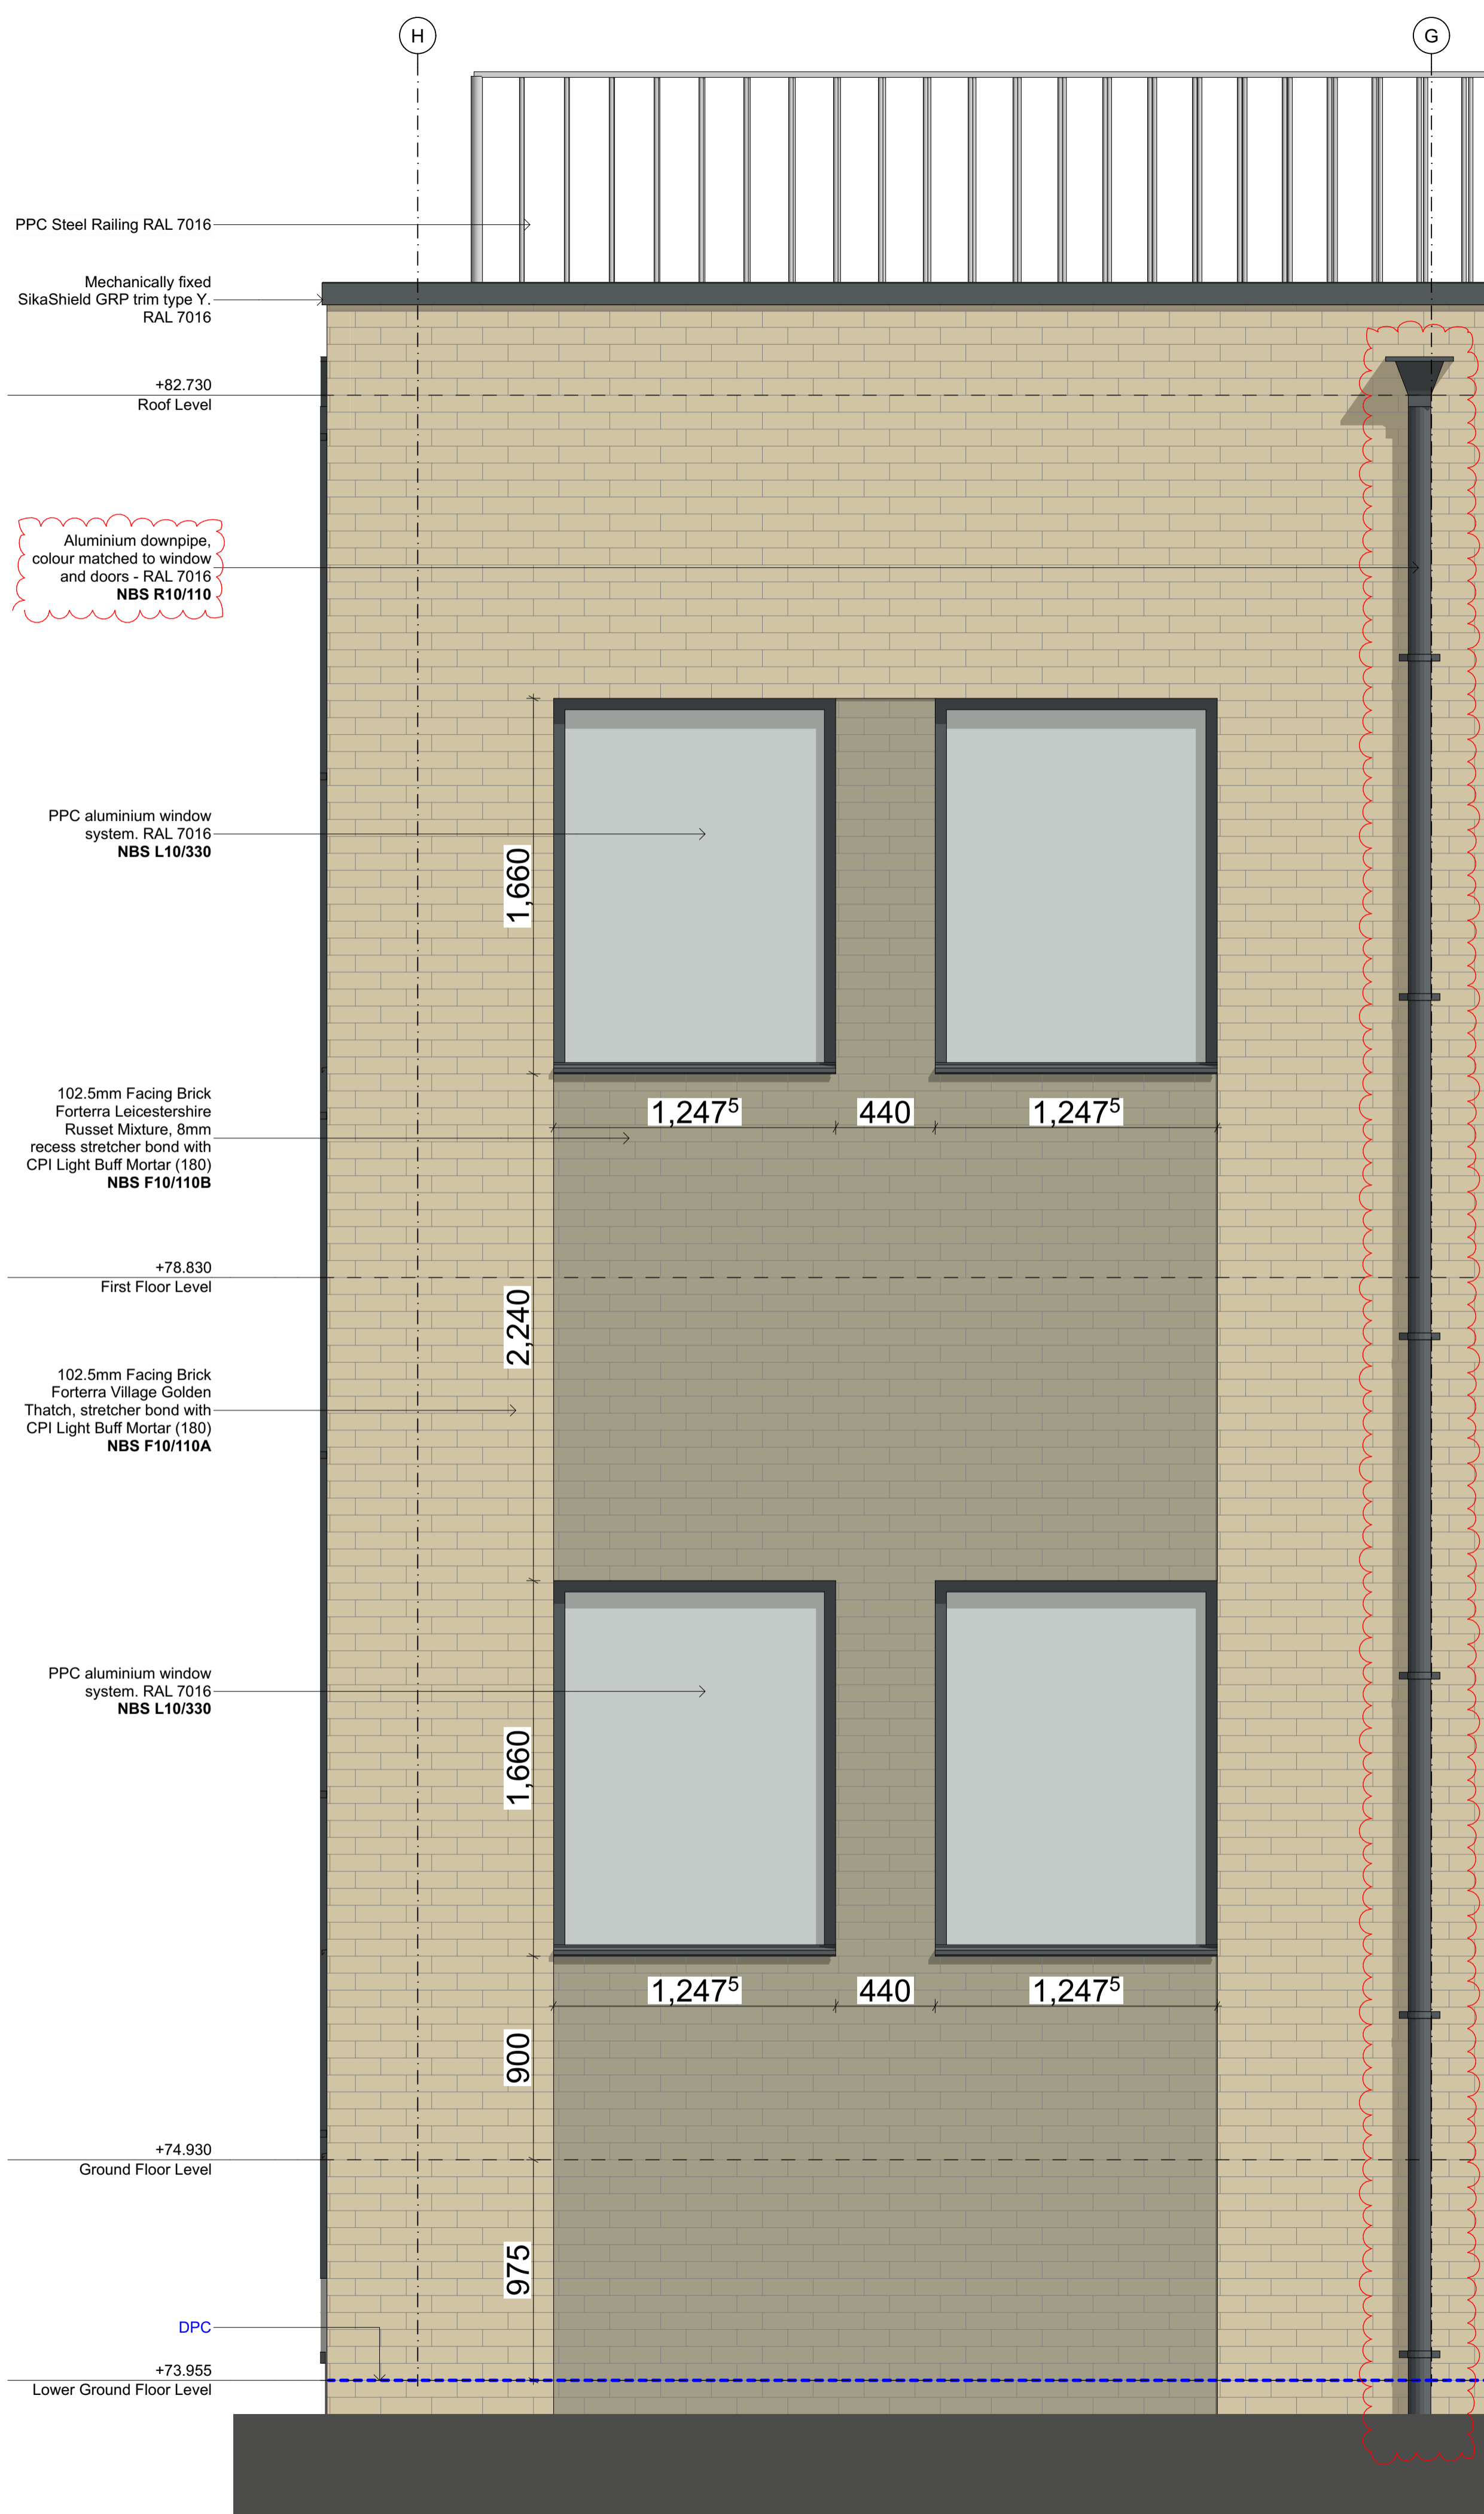 H
G
PPC Steel Railing RAL 7016
Mechanically fixed
SikaShield GRP trim type Y.
RAL 7016
+82.730
Roof Level
Aluminium downpipe,
colour matched to window
and doors - RAL 7016
NBS R10/110
PPC aluminium window
system. RAL 7016
NBS L10/330
1,660
102.5mm Facing Brick
Forterra Leicestershire
Russet Mixture, 8mm
recess stretcher bond with
CPI Light Buff Mortar (180)
NBS F10/110B
1,247⁵
440
1,247⁵
+78.830
First Floor Level
2,240
102.5mm Facing Brick
Forterra Village Golden
Thatch, stretcher bond with
CPI Light Buff Mortar (180)
NBS F10/110A
PPC aluminium window
system. RAL 7016
NBS L10/330
1,660
1,247⁵
440
1,247⁵
900
+74.930
Ground Floor Level
975
DPC
+73.955
Lower Ground Floor Level